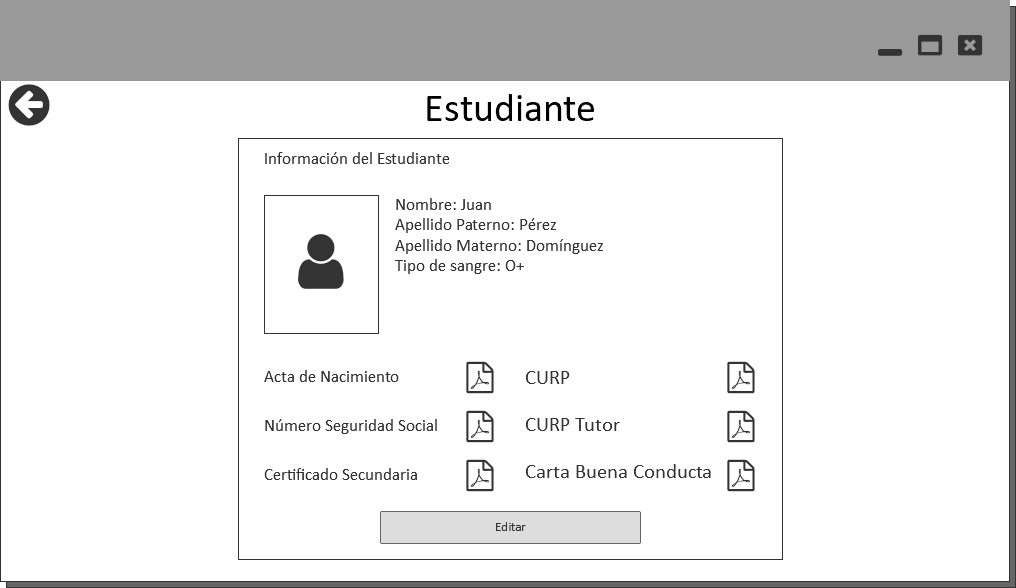 Estudiante
Información del Estudiante
Nombre: Juan
Apellido Paterno: Pérez
Apellido Materno: Domínguez
Tipo de sangre: O+
Acta de Nacimiento
CURP
Número Seguridad Social
CURP Tutor
Certificado Secundaria
Carta Buena Conducta
Editar